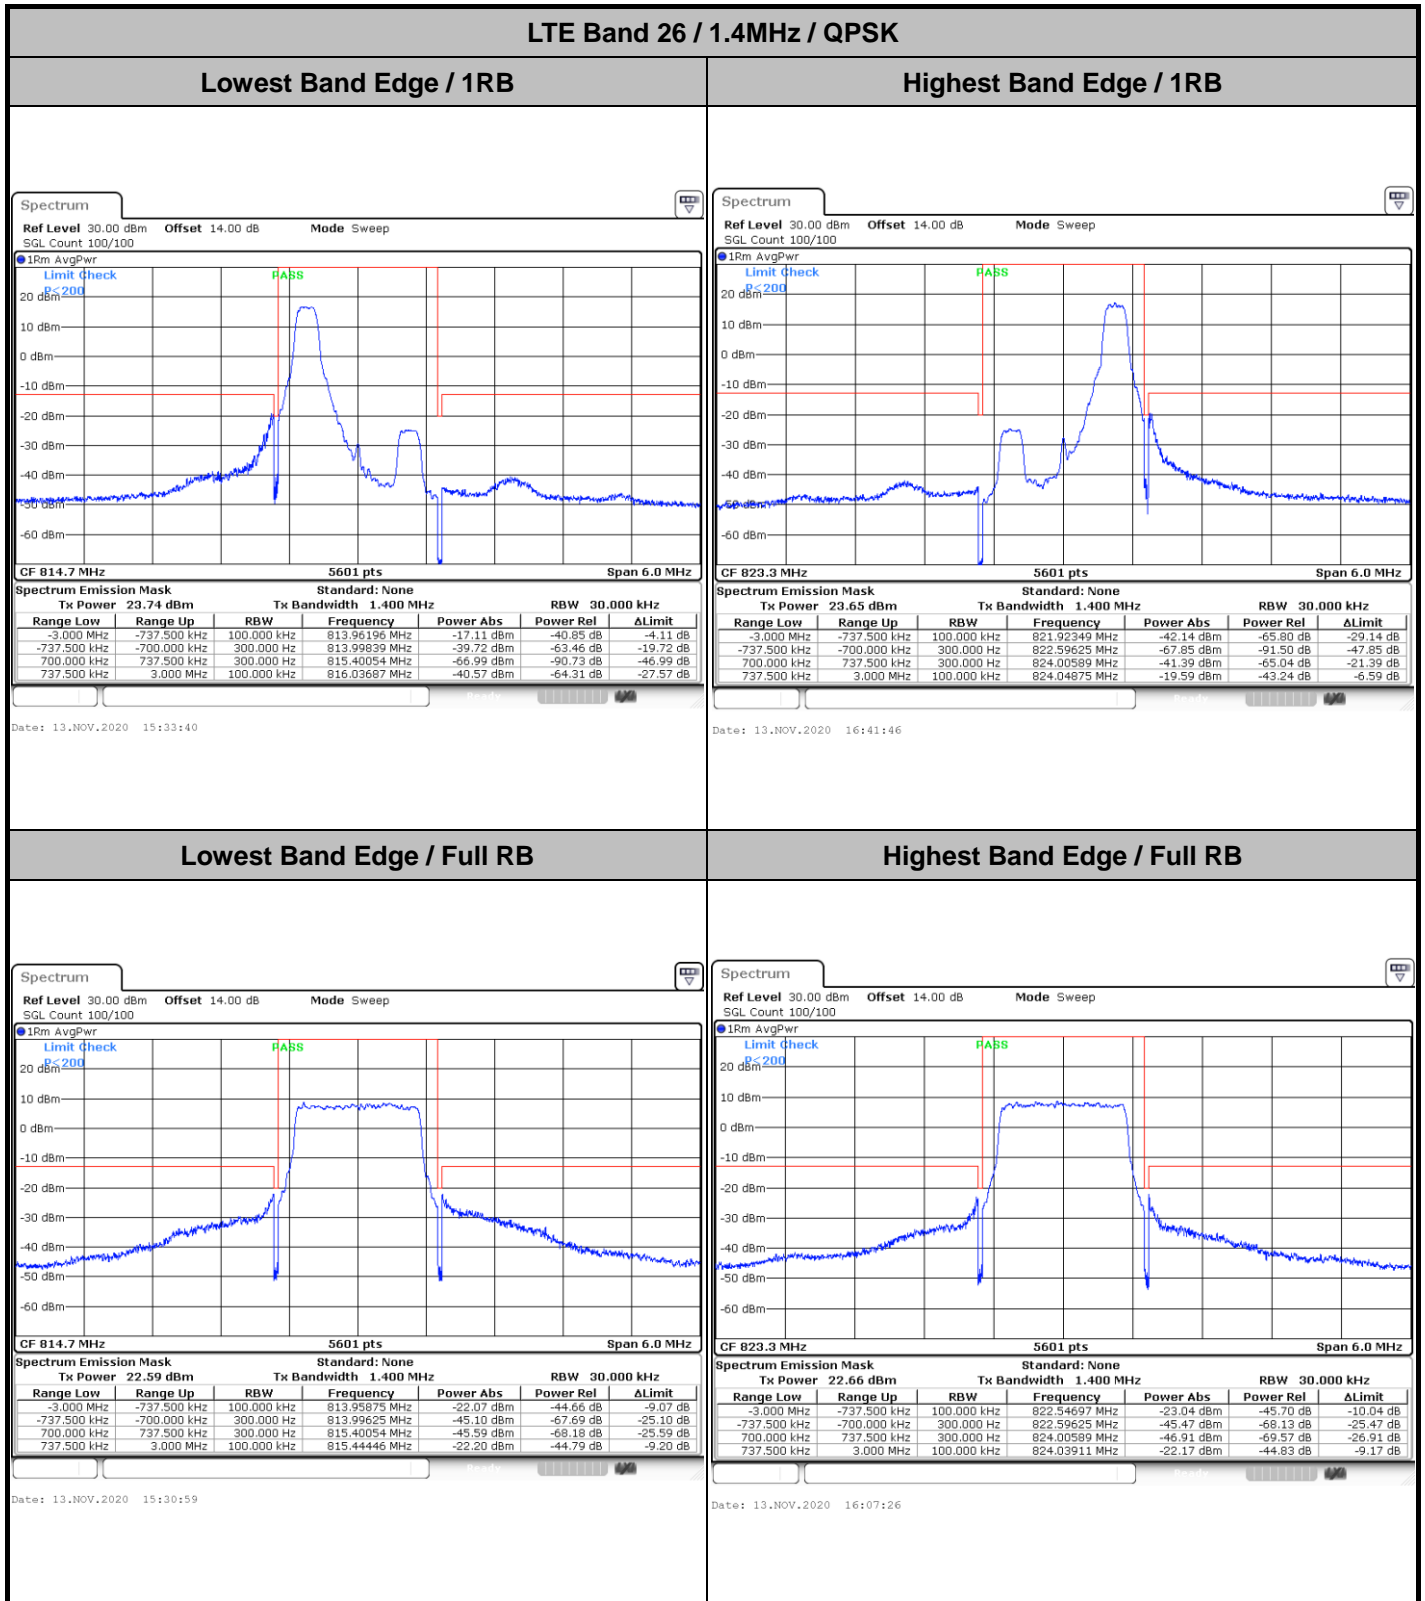 LTE Band 26 / 1.4MHz / QPSK
Lowest Band Edge / 1RB
Highest Band Edge / 1RB
Spectrum
Ref Level 30.00 dBm Offset 14.00 dB Mode Sweep
SGL Count 100/100
1Rm AvgPwr
Limit Check PASS
P<200
20 dBm
10 dBm
0 dBm
-10 dBm
-20 dBm
-30 dBm
-40 dBm
-50 dBm
-60 dBm
CF 814.7 MHz 5601 pts Span 6.0 MHz
Spectrum Emission Mask Standard: None
Tx Power 23.74 dBm Tx Bandwidth 1.400 MHz RBW 30.000 kHz
Range Low Range Up RBW Frequency Power Abs Power Rel ΔLimit
-3.000 MHz -737.500 kHz 100.000 kHz 813.96196 MHz -17.11 dBm -40.85 dB -4.11 dB
-737.500 kHz -700.000 kHz 300.000 Hz 813.99839 MHz -39.72 dBm -63.46 dB -19.72 dB
700.000 kHz 737.500 kHz 300.000 Hz 815.40054 MHz -66.99 dBm -90.73 dB -46.99 dB
737.500 kHz 3.000 MHz 100.000 kHz 816.03687 MHz -40.57 dBm -64.31 dB -27.57 dB
Ready
Date: 13.NOV.2020 15:33:40
Spectrum
Ref Level 30.00 dBm Offset 14.00 dB Mode Sweep
SGL Count 100/100
1Rm AvgPwr
Limit Check PASS
P<200
20 dBm
10 dBm
0 dBm
-10 dBm
-20 dBm
-30 dBm
-40 dBm
-50 dBm
-60 dBm
CF 823.3 MHz 5601 pts Span 6.0 MHz
Spectrum Emission Mask Standard: None
Tx Power 23.65 dBm Tx Bandwidth 1.400 MHz RBW 30.000 kHz
Range Low Range Up RBW Frequency Power Abs Power Rel ΔLimit
-3.000 MHz -737.500 kHz 100.000 kHz 821.92349 MHz -42.14 dBm -65.80 dB -29.14 dB
-737.500 kHz -700.000 kHz 300.000 Hz 822.59625 MHz -67.85 dBm -91.50 dB -47.85 dB
700.000 kHz 737.500 kHz 300.000 Hz 824.00589 MHz -41.39 dBm -65.04 dB -21.39 dB
737.500 kHz 3.000 MHz 100.000 kHz 824.04875 MHz -19.59 dBm -43.24 dB -6.59 dB
Ready
Date: 13.NOV.2020 16:41:46
Lowest Band Edge / Full RB
Highest Band Edge / Full RB
Spectrum
Ref Level 30.00 dBm Offset 14.00 dB Mode Sweep
SGL Count 100/100
1Rm AvgPwr
Limit Check PASS
P<200
20 dBm
10 dBm
0 dBm
-10 dBm
-20 dBm
-30 dBm
-40 dBm
-50 dBm
-60 dBm
CF 814.7 MHz 5601 pts Span 6.0 MHz
Spectrum Emission Mask Standard: None
Tx Power 22.59 dBm Tx Bandwidth 1.400 MHz RBW 30.000 kHz
Range Low Range Up RBW Frequency Power Abs Power Rel ΔLimit
-3.000 MHz -737.500 kHz 100.000 kHz 813.95875 MHz -22.07 dBm -44.66 dB -9.07 dB
-737.500 kHz -700.000 kHz 300.000 Hz 813.99625 MHz -45.10 dBm -67.69 dB -25.10 dB
700.000 kHz 737.500 kHz 300.000 Hz 815.40054 MHz -45.59 dBm -68.18 dB -25.59 dB
737.500 kHz 3.000 MHz 100.000 kHz 815.44446 MHz -22.20 dBm -44.79 dB -9.20 dB
Ready
Date: 13.NOV.2020 15:30:59
Spectrum
Ref Level 30.00 dBm Offset 14.00 dB Mode Sweep
SGL Count 100/100
1Rm AvgPwr
Limit Check PASS
P<200
20 dBm
10 dBm
0 dBm
-10 dBm
-20 dBm
-30 dBm
-40 dBm
-50 dBm
-60 dBm
CF 823.3 MHz 5601 pts Span 6.0 MHz
Spectrum Emission Mask Standard: None
Tx Power 22.66 dBm Tx Bandwidth 1.400 MHz RBW 30.000 kHz
Range Low Range Up RBW Frequency Power Abs Power Rel ΔLimit
-3.000 MHz -737.500 kHz 100.000 kHz 822.54697 MHz -23.04 dBm -45.70 dB -10.04 dB
-737.500 kHz -700.000 kHz 300.000 Hz 822.59625 MHz -45.47 dBm -68.13 dB -25.47 dB
700.000 kHz 737.500 kHz 300.000 Hz 824.00589 MHz -46.91 dBm -69.57 dB -26.91 dB
737.500 kHz 3.000 MHz 100.000 kHz 824.03911 MHz -22.17 dBm -44.83 dB -9.17 dB
Ready
Date: 13.NOV.2020 16:07:26